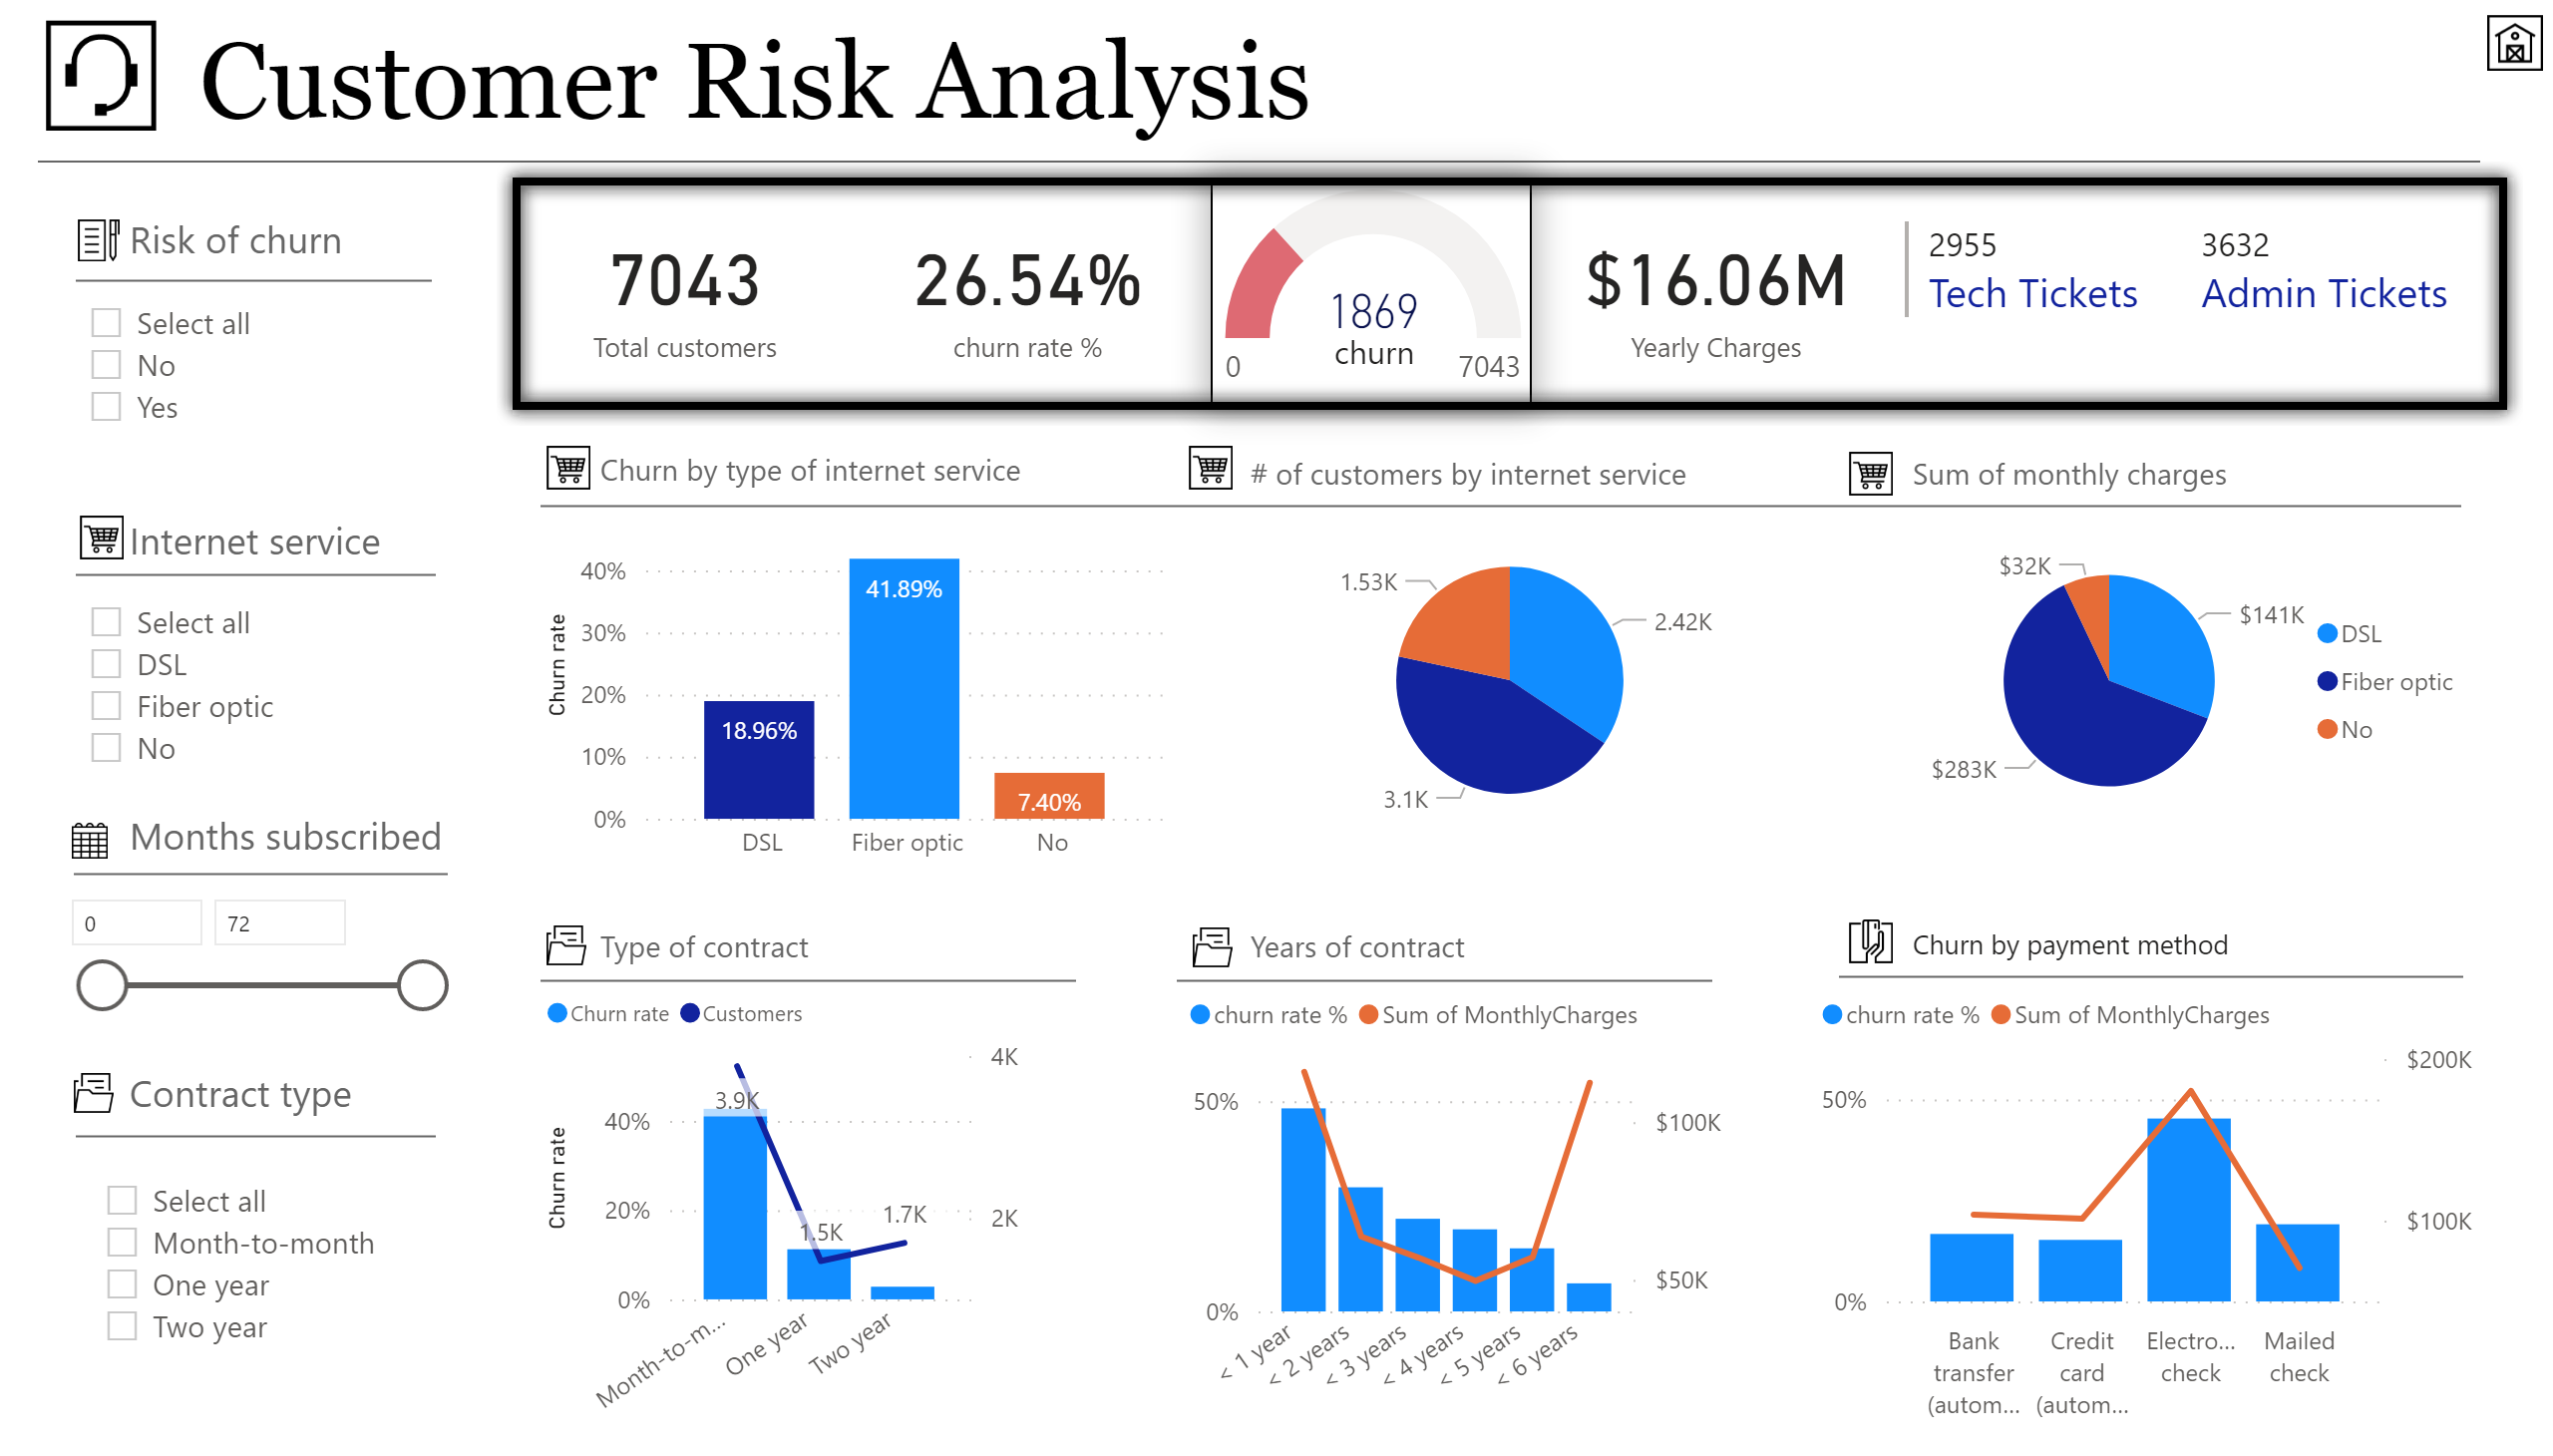 Customer Risk Analysis
Risk of churn
Select all
No
Yes
Internet service
Select all
DSL
Fiber optic
No
Months subscribed
0 72
Contract type
Select all
Month-to-month
One year
Two year
7043
Total customers
26.54%
churn rate %
1869
churn
0 7043
$16.06M
Yearly Charges
2955
Tech Tickets
3632
Admin Tickets
Churn by type of internet service
Churn rate
40%
30%
20%
10%
0%
18.96%
41.89%
7.40%
DSL Fiber optic No
# of customers by internet service
1.53K
2.42K
3.1K
Sum of monthly charges
$32K
$141K
$283K
DSL
Fiber optic
No
Type of contract
Churn rate Customers
Churn rate
40%
20%
0%
4K
2K
3.9K
1.5K
1.7K
Month-to-m...
One year
Two year
Years of contract
churn rate % Sum of MonthlyCharges
50%
0%
$100K
$50K
< 1 year
< 2 years
< 3 years
< 4 years
< 5 years
< 6 years
Churn by payment method
churn rate % Sum of MonthlyCharges
50%
0%
$200K
$100K
Bank
transfer
(autom...
Credit
card
(autom...
Electro...
check
Mailed
check